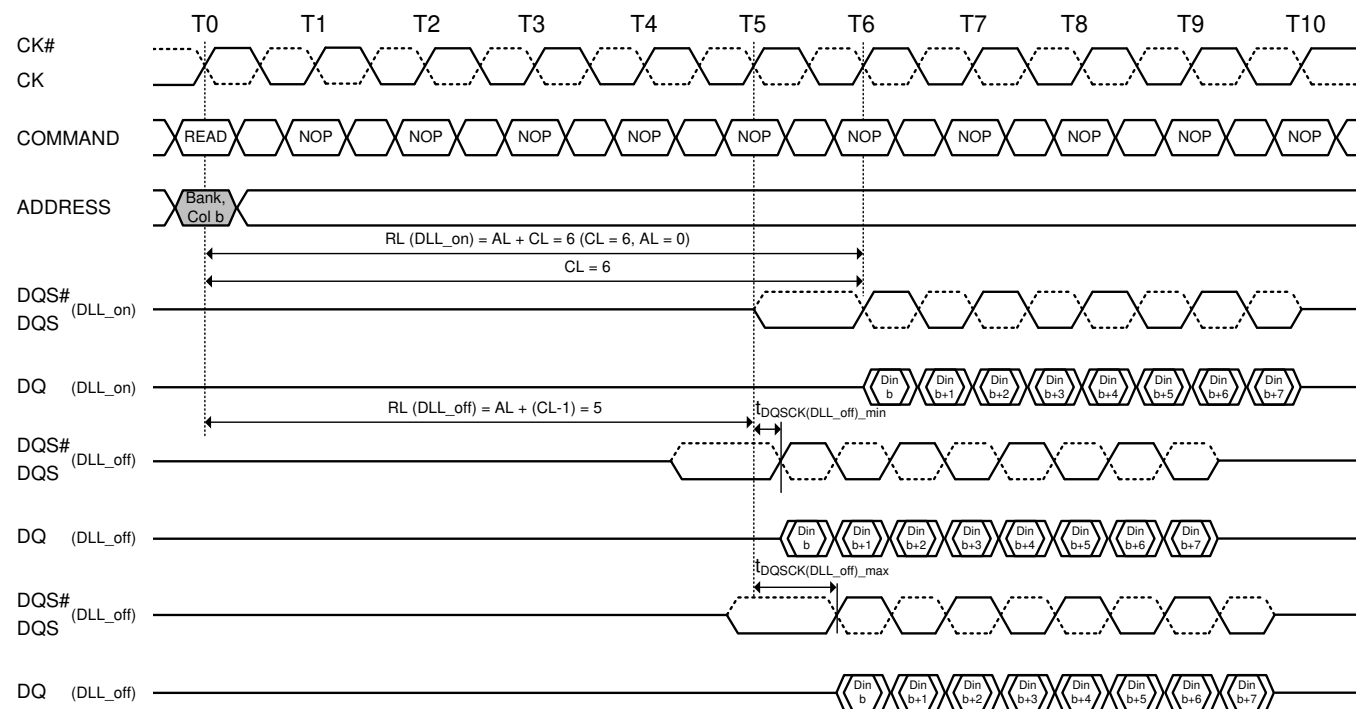 T0 T1 T2 T3 T4 T5 T6 T7 T8 T9 T10
CK#
CK
COMMAND READ NOP NOP NOP NOP NOP NOP NOP NOP NOP NOP
ADDRESS Bank,
Col b
RL (DLL_on) = AL + CL = 6 (CL = 6, AL = 0)
CL = 6
DQS# (DLL_on)
DQS
DQ (DLL_on) Din Din Din Din Din Din Din Din
b b+1 b+2 b+3 b+4 b+5 b+6 b+7
RL (DLL_off) = AL + (CL-1) = 5 tDQSCK(DLL_off)_min
DQS# (DLL_off)
DQS
DQ (DLL_off) Din Din Din Din Din Din Din Din
b b+1 b+2 b+3 b+4 b+5 b+6 b+7
tDQSCK(DLL_off)_max
DQS# (DLL_off)
DQS
DQ (DLL_off) Din Din Din Din Din Din Din Din
b b+1 b+2 b+3 b+4 b+5 b+6 b+7